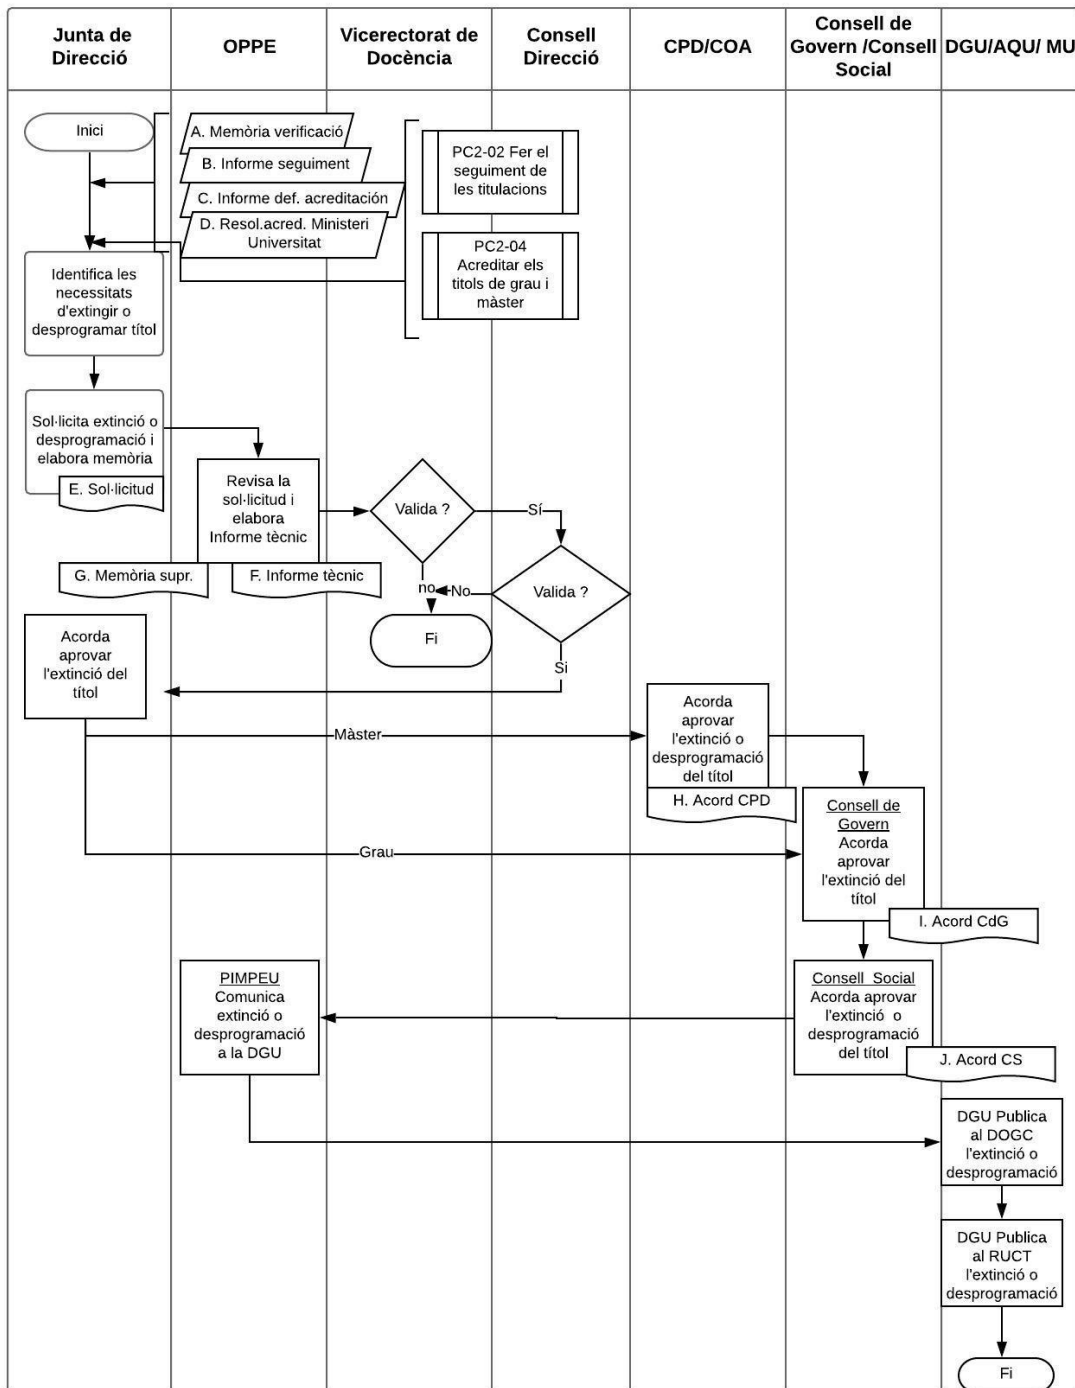 Junta de
Direcció
OPPE
Vicerectorat de
Docència
Consell
Direcció
CPD/COA
Consell de
Govern /Consell
Social
DGU/AQU/ MU
Inici
A. Memòria verificació
B. Informe seguiment
C. Informe def. acreditación
D. Resol.acred. Ministeri
Universitat
PC2-02 Fer el
seguiment de
les titulacions
PC2-04
Acreditar els
titols de grau i
màster
Identifica les
necessitats
d'extingir o
desprogramar títol
Sol·licita extinció o
desprogramació i
elabora memòria
E. Sol·licitud
Revisa la
sol·licitud i
elabora
Informe tècnic
G. Memòria supr.
F. Informe tècnic
Valida ?
Sí
no
Valida ?
No
Si
Fi
Acorda
aprovar
l'extinció del
títol
Màster
Acorda
aprovar
l'extinció o
desprogramació
del títol
H. Acord CPD
Grau
Consell de
Govern
Acorda
aprovar
l'extinció del
títol
I. Acord CdG
Consell Social
Acorda aprovar
l'extinció o
desprogramació
del títol
J. Acord CS
PIMPEU
Comunica
extinció o
desprogramació
a la DGU
DGU Publica
al DOGC
l'extinció o
desprogramació
DGU Publica
al RUCT
l'extinció o
desprogramació
Fi